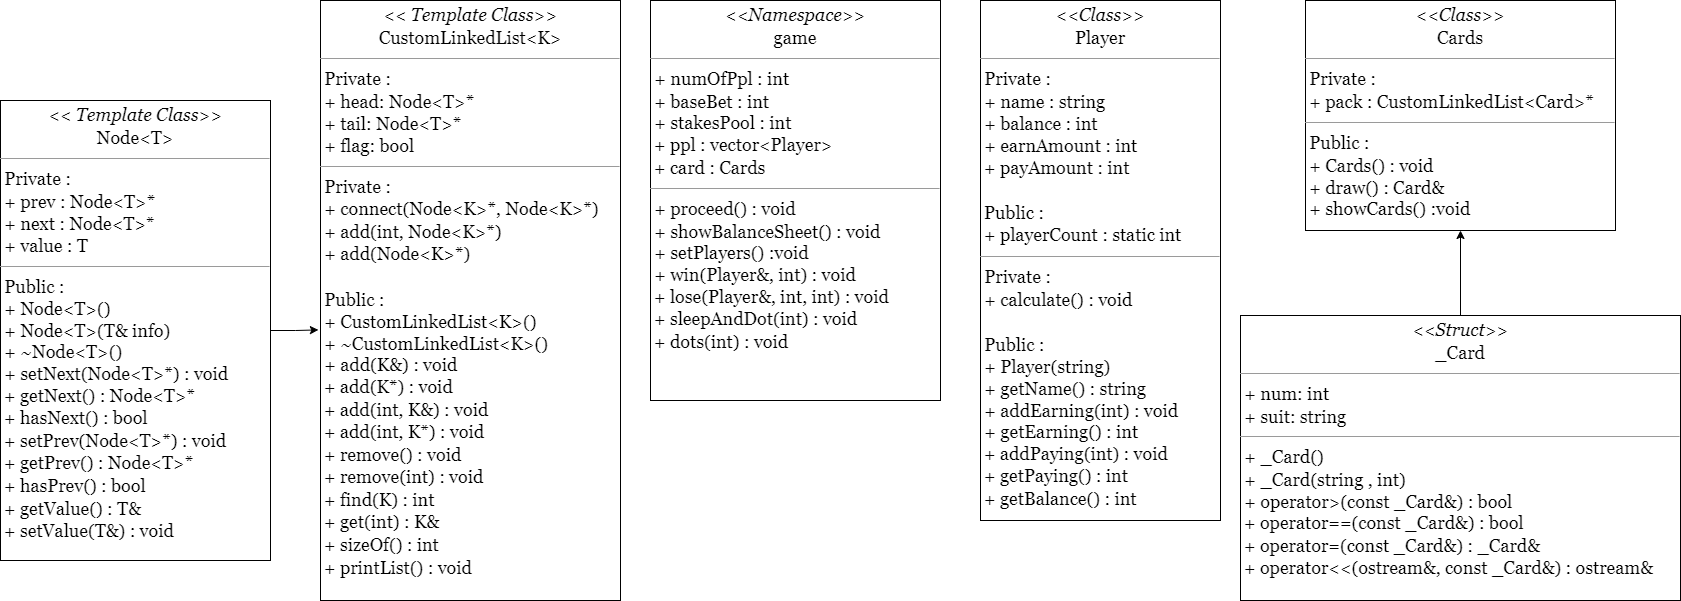 << Template Class>>
Node<T>
Private :
+ prev : Node<T>*
+ next : Node<T>*
+ value : T
Public :
+ Node<T>()
+ Node<T>(T& info)
+ ~Node<T>()
+ setNext(Node<T>*) : void
+ getNext() : Node<T>*
+ hasNext() : bool
+ setPrev(Node<T>*) : void
+ getPrev() : Node<T>*
+ hasPrev() : bool
+ getValue() : T&
+ setValue(T&) : void
<< Template Class>>
CustomLinkedList<K>
Private :
+ head: Node<T>*
+ tail: Node<T>*
+ flag: bool
Private :
+ connect(Node<K>*, Node<K>*)
+ add(int, Node<K>*)
+ add(Node<K>*)
Public :
+ CustomLinkedList<K>()
+ ~CustomLinkedList<K>()
+ add(K&) : void
+ add(K*) : void
+ add(int, K&) : void
+ add(int, K*) : void
+ remove() : void
+ remove(int) : void
+ find(K) : int
+ get(int) : K&
+ sizeOf() : int
+ printList() : void
<<Namespace>>
game
+ numOfPpl : int
+ baseBet : int
+ stakesPool : int
+ ppl : vector<Player>
+ card : Cards
+ proceed() : void
+ showBalanceSheet() : void
+ setPlayers() :void
+ win(Player&, int) : void
+ lose(Player&, int, int) : void
+ sleepAndDot(int) : void
+ dots(int) : void
<<Class>>
Player
Private :
+ name : string
+ balance : int
+ earnAmount : int
+ payAmount : int
Public :
+ playerCount : static int
Private :
+ calculate() : void
Public :
+ Player(string)
+ getName() : string
+ addEarning(int) : void
+ getEarning() : int
+ addPaying(int) : void
+ getPaying() : int
+ getBalance() : int
<<Class>>
Cards
Private :
+ pack : CustomLinkedList<Card>*
Public :
+ Cards() : void
+ draw() : Card&
+ showCards() :void
<<Struct>>
_Card
+ num: int
+ suit: string
+ _Card()
+ _Card(string , int)
+ operator>(const _Card&) : bool
+ operator==(const _Card&) : bool
+ operator=(const _Card&) : _Card&
+ operator<<(ostream&, const _Card&) : ostream&